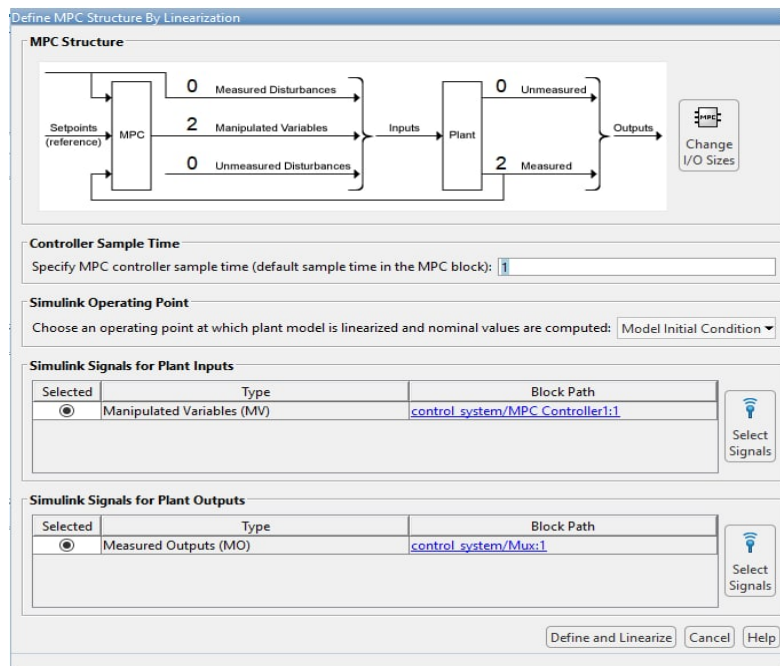 Define MPC Structure By Linearization
MPC Structure
0 Measured Disturbances
0 Unmeasured
Setpoints
(reference)
MPC
2 Manipulated Variables
Inputs
Plant
Outputs
0 Unmeasured Disturbances
2 Measured
MPC
Change
I/O Sizes
Controller Sample Time
Specify MPC controller sample time (default sample time in the MPC block): 1
Simulink Operating Point
Choose an operating point at which plant model is linearized and nominal values are computed: Model Initial Condition
Simulink Signals for Plant Inputs
Selected Type Block Path
Manipulated Variables (MV) control_system/MPC Controller1:1
Select
Signals
Simulink Signals for Plant Outputs
Selected Type Block Path
Measured Outputs (MO) control_system/Mux:1
Select
Signals
Define and Linearize Cancel Help